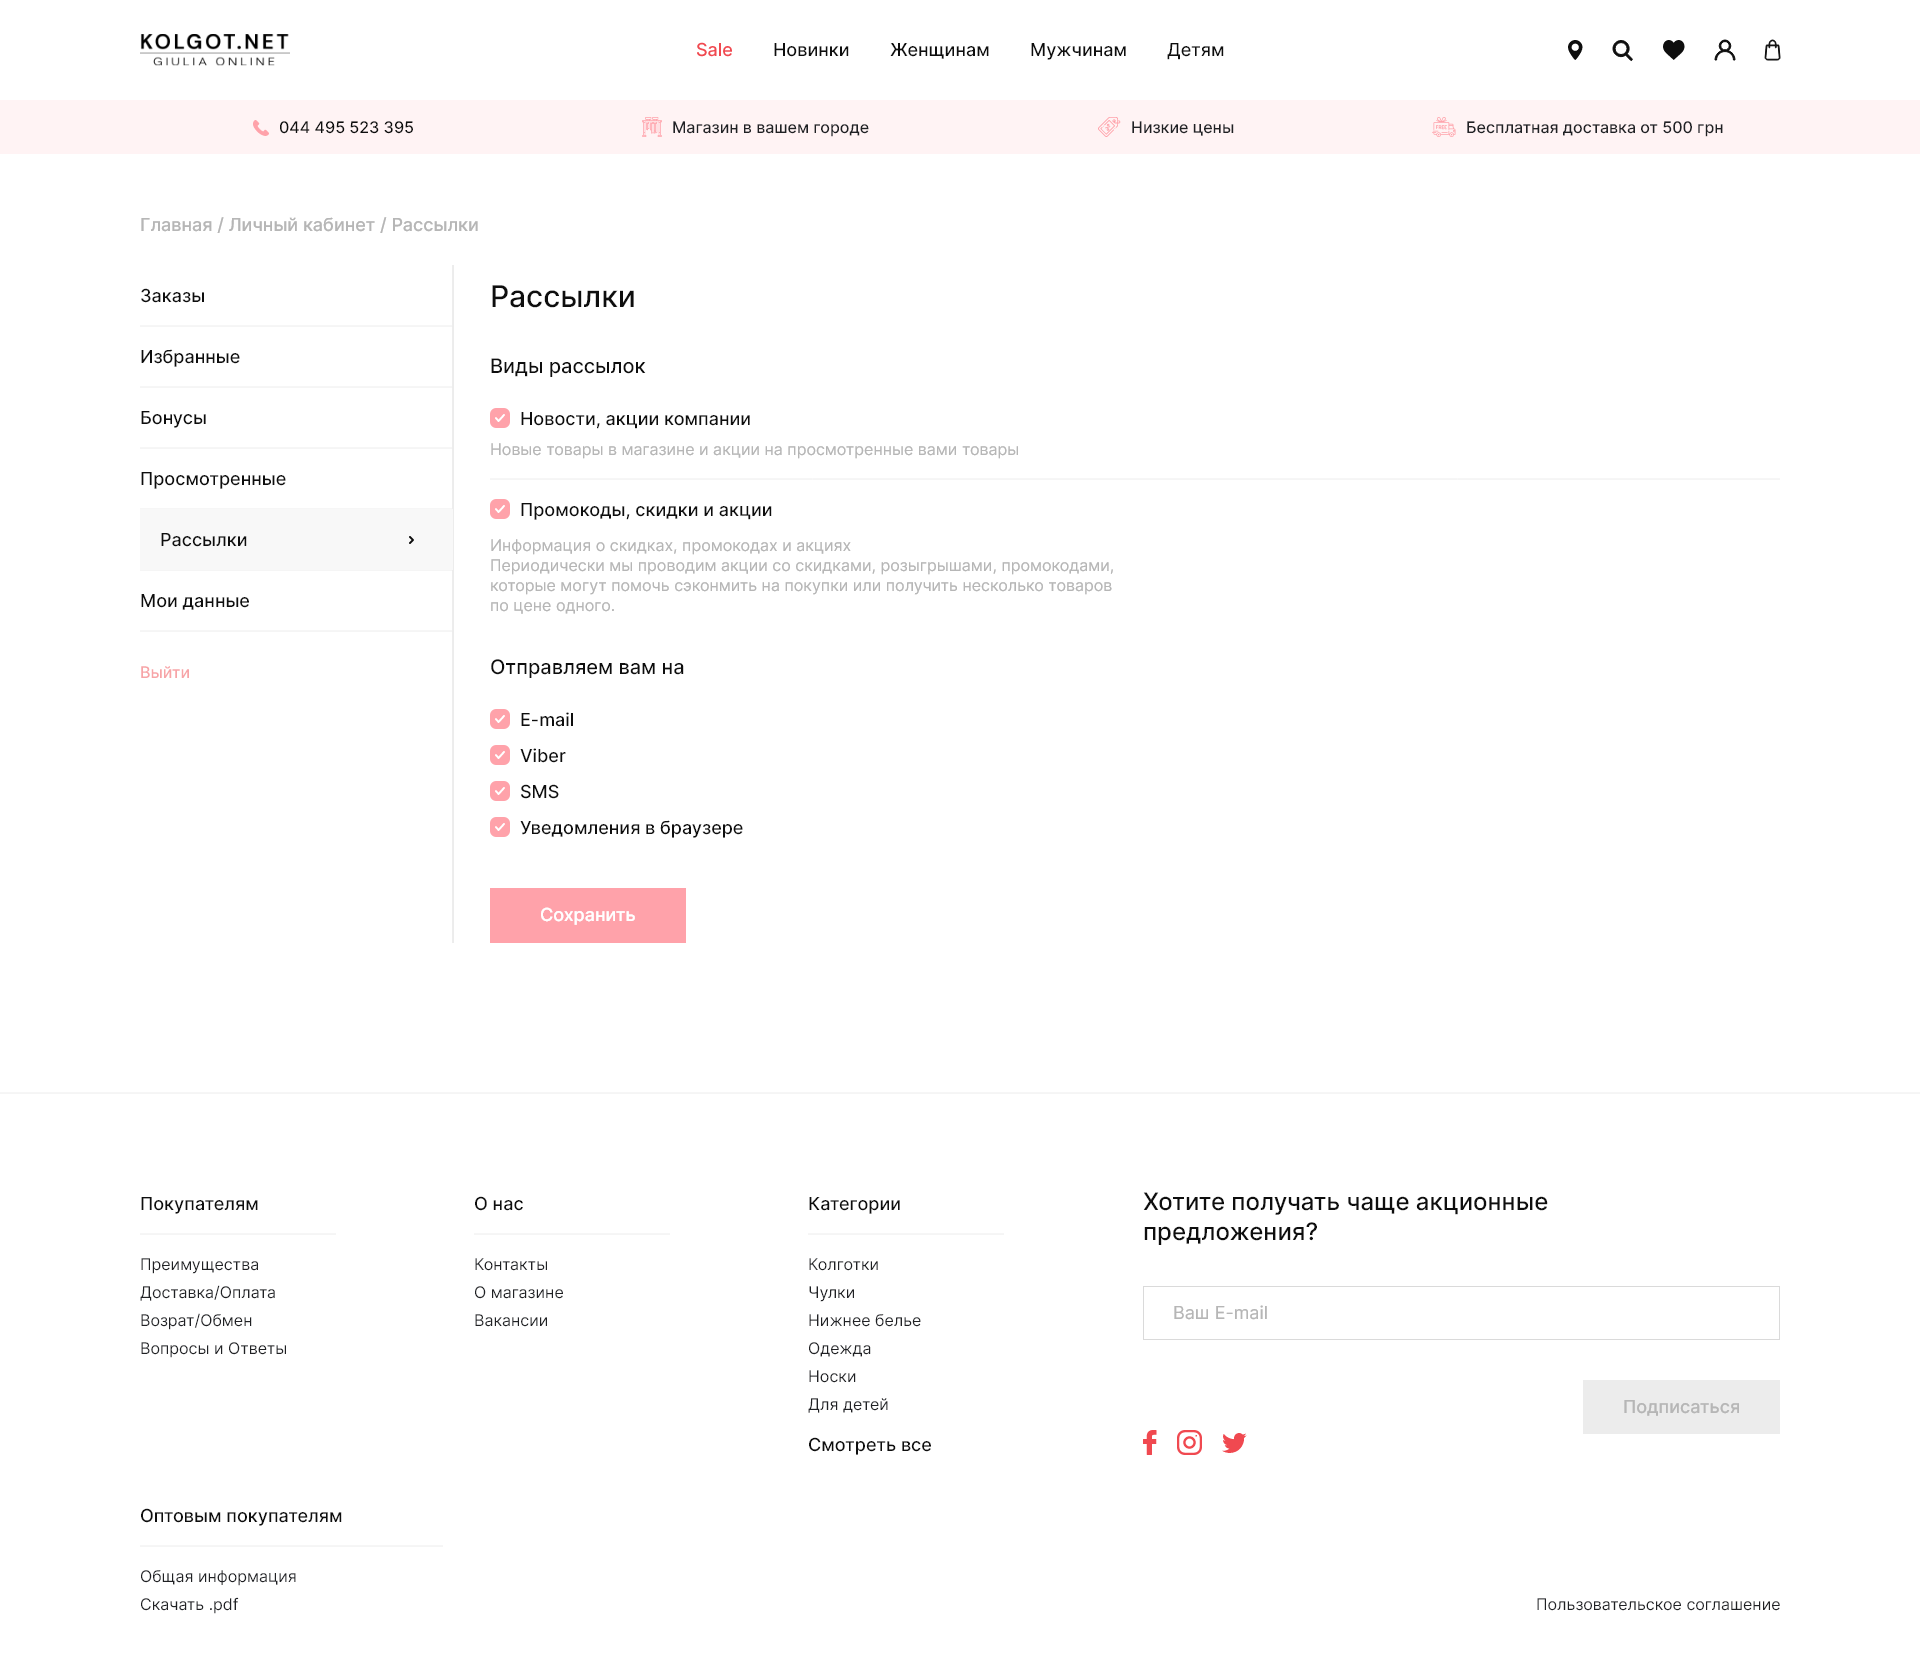 KOLGOT.NET
GIULIA ONLINE
Sale
Новинки
Женщинам
Мужчинам
Детям
044 495 523 395
Магазин в вашем городе
Низкие цены
Бесплатная доставка от 500 грн
Главная / Личный кабинет / Рассылки
Заказы
Избранные
Бонусы
Просмотренные
Рассылки
Мои данные
Выйти
Рассылки
Виды рассылок
Новости, акции компании
Новые товары в магазине и акции на просмотренные вами товары
Промокоды, скидки и акции
Информация о скидках, промокодах и акциях
Периодически мы проводим акции со скидками, розыгрышами, промокодами,
которые могут помочь сэконмить на покупки или получить несколько товаров
по цене одного.
Отправляем вам на
E-mail
Viber
SMS
Уведомления в браузере
Сохранить
Покупателям
Преимущества
Доставка/Оплата
Возрат/Обмен
Вопросы и Ответы
О нас
Контакты
О магазине
Вакансии
Категории
Колготки
Чулки
Нижнее белье
Одежда
Носки
Для детей
Смотреть все
Хотите получать чаще акционные
предложения?
Ваш E-mail
Подписаться
Оптовым покупателям
Общая информация
Скачать .pdf
Пользовательское соглашение